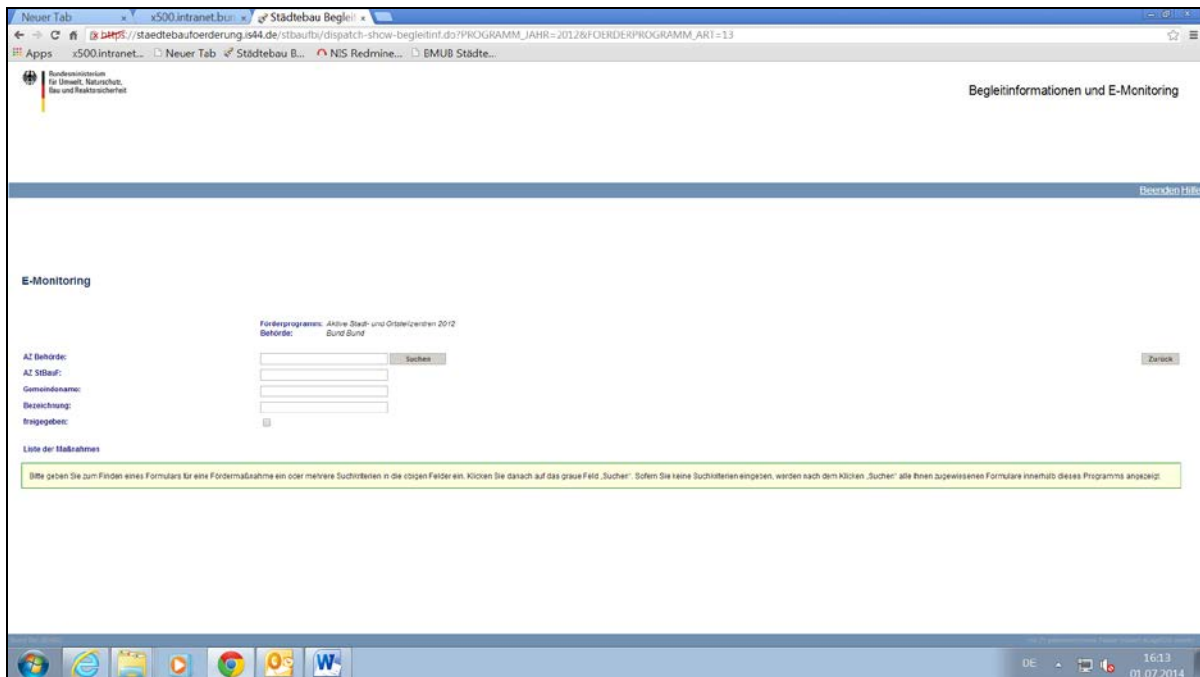 Neuer Tab
x500.intranet.bun
Städtebau Begleit
https://staedtebaufoerderung.is44.de/stbaufbi/dispatch-show-begleitinf.do?PROGRAMM_JAHR=2012&FOERDERPROGRAMM_ART=13
Apps x500.intranet... Neuer Tab Städtebau B... NIS Redmine... BMUB Städte...
Bundesministerium
für Umwelt, Naturschutz,
Bau und Reaktorsicherheit
Begleitinformationen und E-Monitoring
Beenden Hilfe
E-Monitoring
Förderprogramm: Aktive Stadt- und Ortsteilzentren 2012
Behörde: Bund Bund
AZ Behörde: Suchen Zurück
AZ StBauF:
Gemeindename:
Bezeichnung:
freigegeben:
Liste der Maßnahmen
Bitte geben Sie zum Finden eines Formulars für eine Fördermaßnahme ein oder mehrere Suchkriterien in die obigen Felder ein. Klicken Sie danach auf das graue Feld „Suchen“. Sofern Sie keine Suchkriterien eingeben, werden nach dem Klicken „Suchen“ alle Ihnen zugewiesenen Formulare innerhalb dieses Programms angezeigt.
DE 16:13
01.07.2014